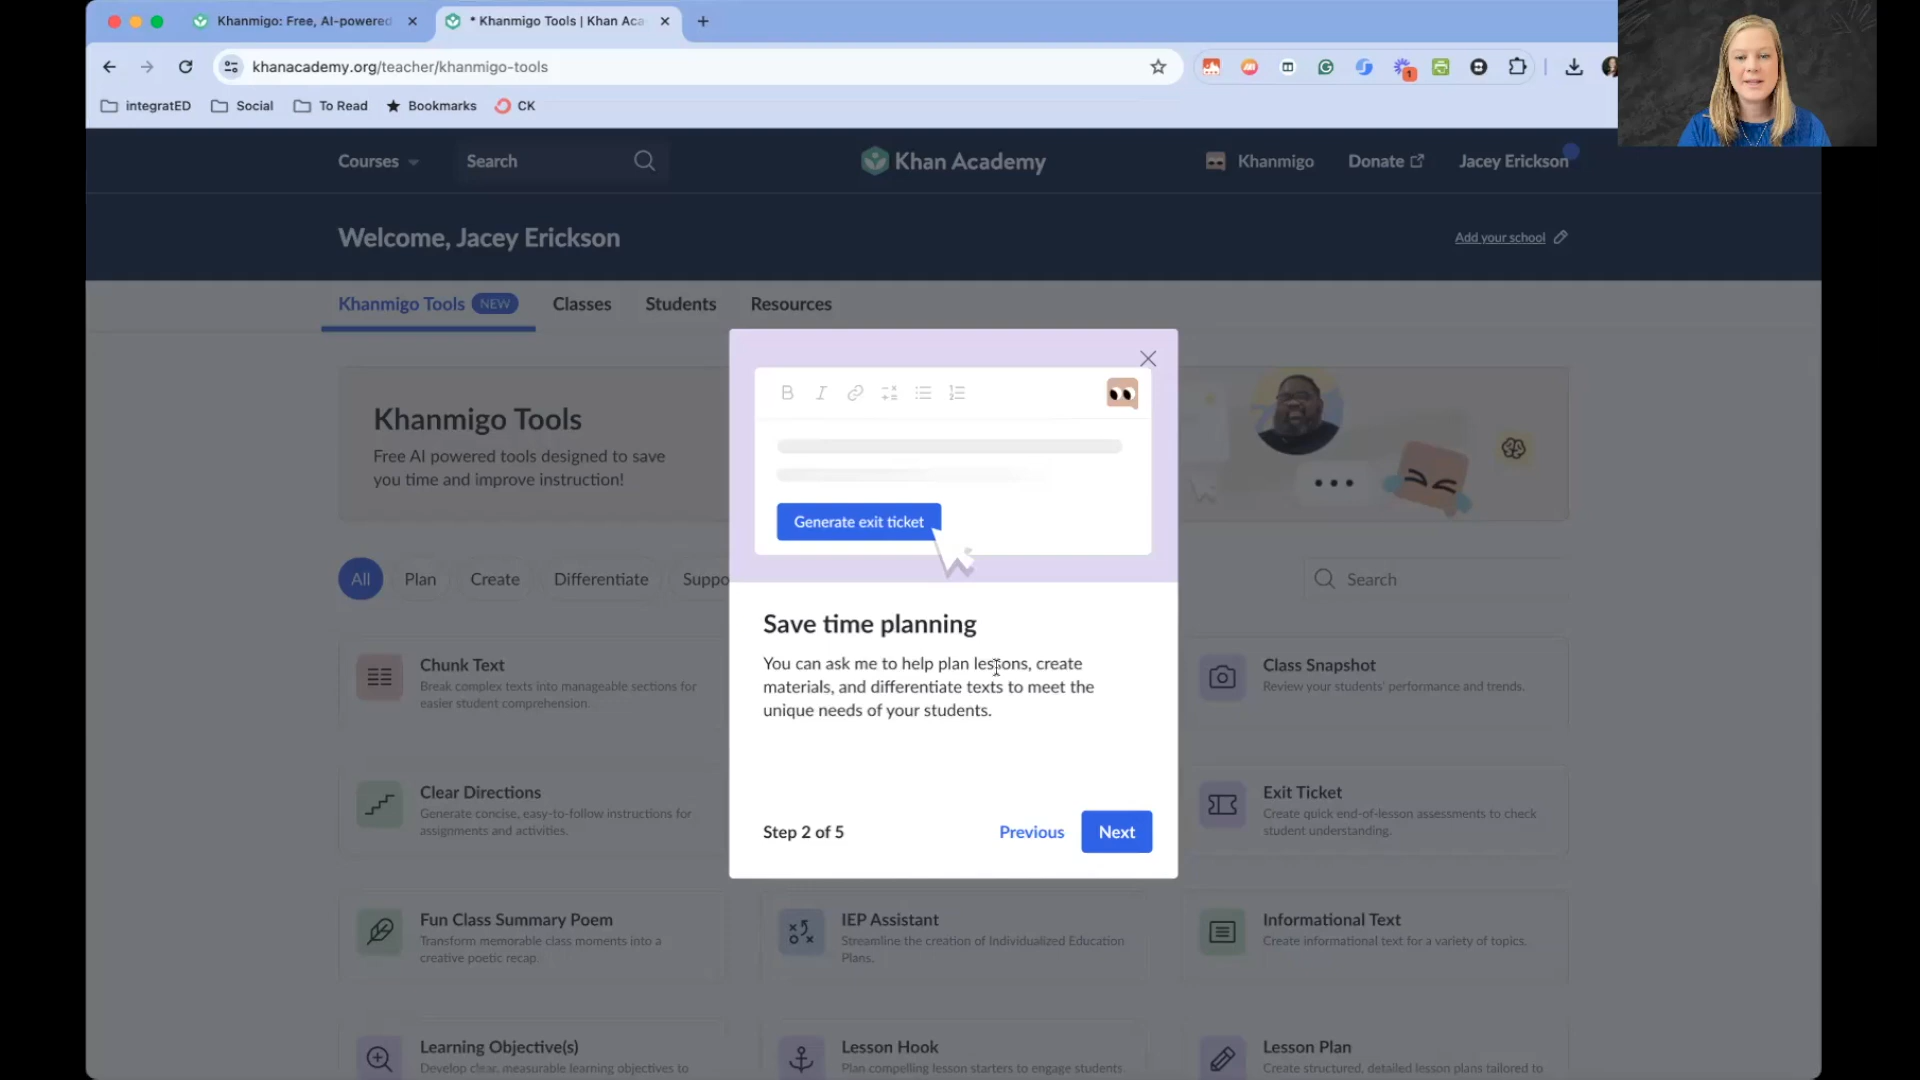 Khanmigo: Free, AI-powered
* Khanmigo Tools | Khan Aca
khanacademy.org/teacher/khanmigo-tools
1
integratED
Social
To Read
Bookmarks
CK
Courses
Search
Khan Academy
Khanmigo
Donate
Jacey Erickson
Welcome, Jacey Erickson
Add your school
Khanmigo Tools NEW
Classes
Students
Resources
Khanmigo Tools
Free AI powered tools designed to save
you time and improve instruction!
B I
Generate exit ticket
All
Plan
Create
Differentiate
Suppo
Search
Save time planning
You can ask me to help plan lessons, create
materials, and differentiate texts to meet the
unique needs of your students.
Step 2 of 5
Previous
Next
Chunk Text
Break complex texts into manageable sections for
easier student comprehension.
Class Snapshot
Review your students' performance and trends.
Clear Directions
Generate concise, easy-to-follow instructions for
assignments and activities.
Exit Ticket
Create quick end-of-lesson assessments to check
student understanding.
Fun Class Summary Poem
Transform memorable class moments into a
creative poetic recap.
IEP Assistant
Streamline the creation of Individualized Education
Plans.
Informational Text
Create informational text for a variety of topics.
Learning Objective(s)
Develop clear, measurable learning objectives to
Lesson Hook
Plan compelling lesson starters to engage students
Lesson Plan
Create structured, detailed lesson plans tailored to